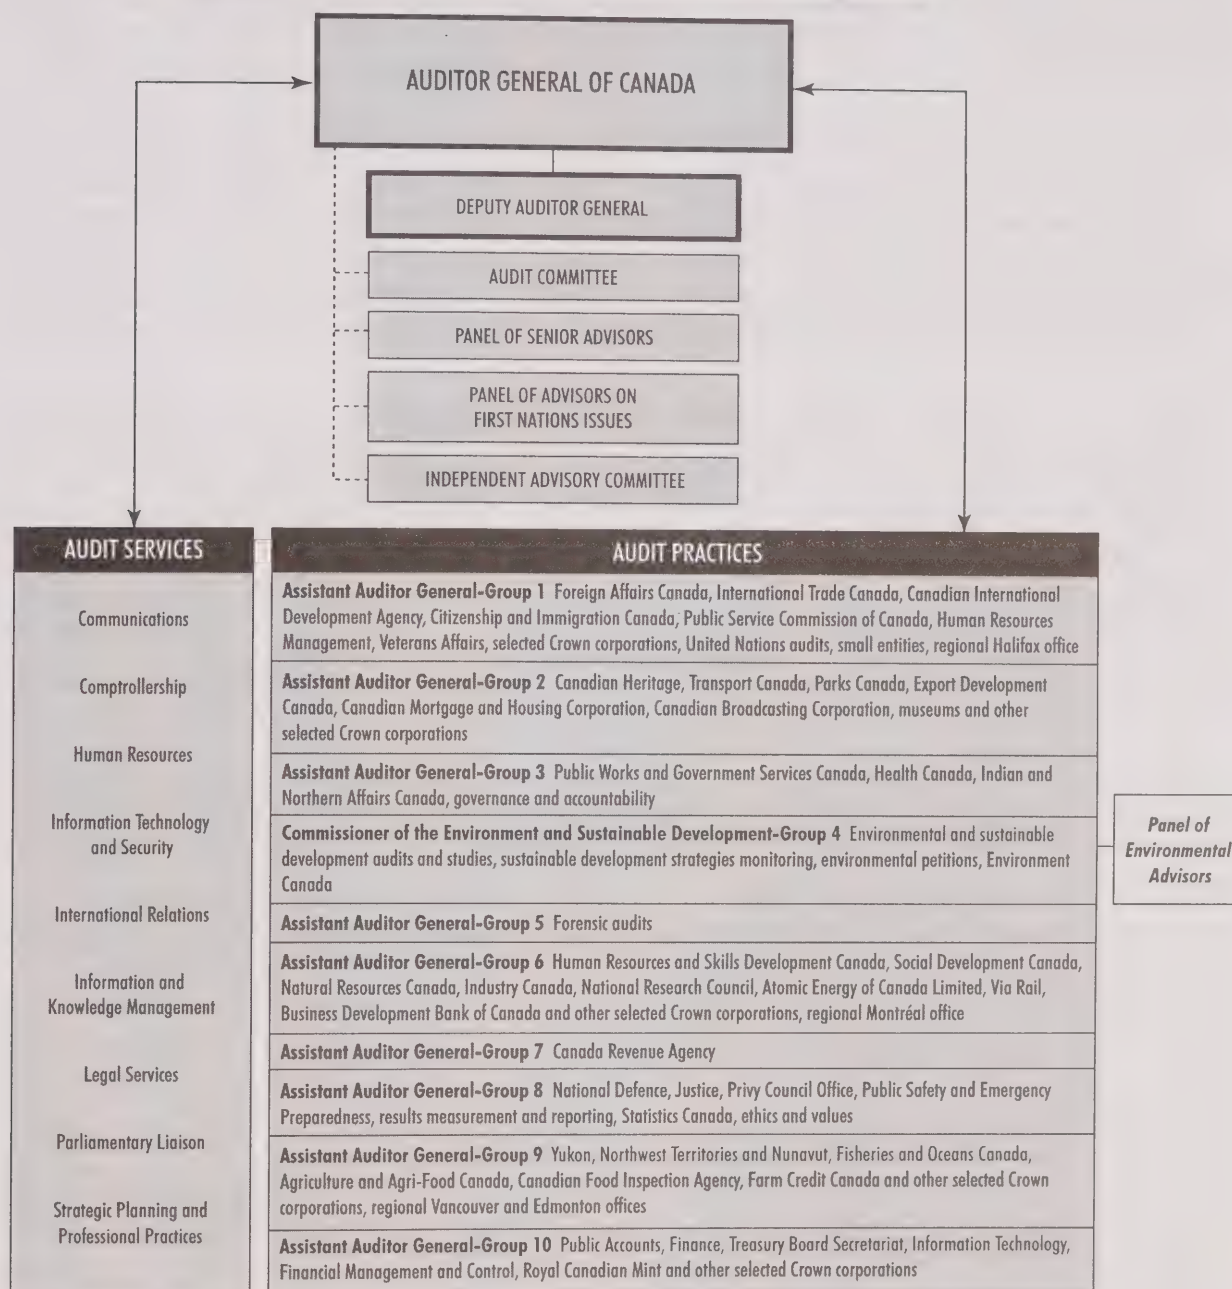 AUDITOR GENERAL OF CANADA
DEPUTY AUDITOR GENERAL
AUDIT COMMITTEE
PANEL OF SENIOR ADVISORS
PANEL OF ADVISORS ON
FIRST NATIONS ISSUES
INDEPENDENT ADVISORY COMMITTEE
AUDIT SERVICES
Communications
Comptrollership
Human Resources
Information Technology
and Security
International Relations
Information and
Knowledge Management
Legal Services
Parliamentary Liaison
Strategic Planning and
Professional Practices
AUDIT PRACTICES
Assistant Auditor General-Group 1 Foreign Affairs Canada, International Trade Canada, Canadian International
Development Agency, Citizenship and Immigration Canada, Public Service Commission of Canada, Human Resources
Management, Veterans Affairs, selected Crown corporations, United Nations audits, small entities, regional Halifax office
Assistant Auditor General-Group 2 Canadian Heritage, Transport Canada, Parks Canada, Export Development
Canada, Canadian Mortgage and Housing Corporation, Canadian Broadcasting Corporation, museums and other
selected Crown corporations
Assistant Auditor General-Group 3 Public Works and Government Services Canada, Health Canada, Indian and
Northern Affairs Canada, governance and accountability
Commissioner of the Environment and Sustainable Development-Group 4 Environmental and sustainable
development audits and studies, sustainable development strategies monitoring, environmental petitions, Environment
Canada
Assistant Auditor General-Group 5 Forensic audits
Assistant Auditor General-Group 6 Human Resources and Skills Development Canada, Social Development Canada,
Natural Resources Canada, Industry Canada, National Research Council, Atomic Energy of Canada Limited, Via Rail,
Business Development Bank of Canada and other selected Crown corporations, regional Montréal office
Assistant Auditor General-Group 7 Canada Revenue Agency
Assistant Auditor General-Group 8 National Defence, Justice, Privy Council Office, Public Safety and Emergency
Preparedness, results measurement and reporting, Statistics Canada, ethics and values
Assistant Auditor General-Group 9 Yukon, Northwest Territories and Nunavut, Fisheries and Oceans Canada,
Agriculture and Agri-Food Canada, Canadian Food Inspection Agency, Farm Credit Canada and other selected Crown
corporations, regional Vancouver and Edmonton offices
Assistant Auditor General-Group 10 Public Accounts, Finance, Treasury Board Secretariat, Information Technology,
Financial Management and Control, Royal Canadian Mint and other selected Crown corporations
Panel of
Environmental
Advisors